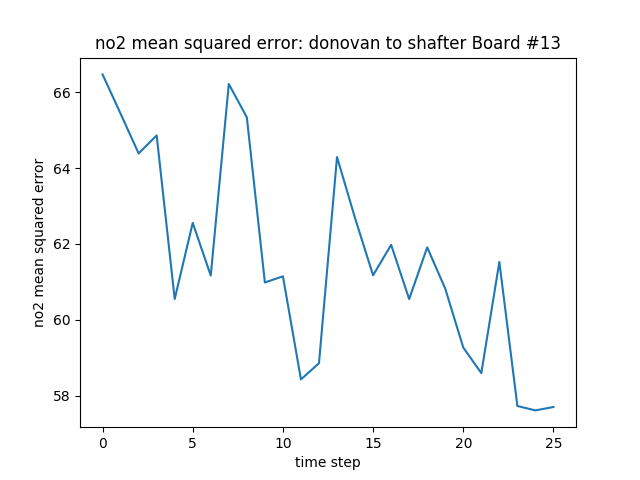 no2 mean squared error: donovan to shafter Board #13
no2 mean squared error
66
64
62
60
58
0 5 10 15 20 25
time step